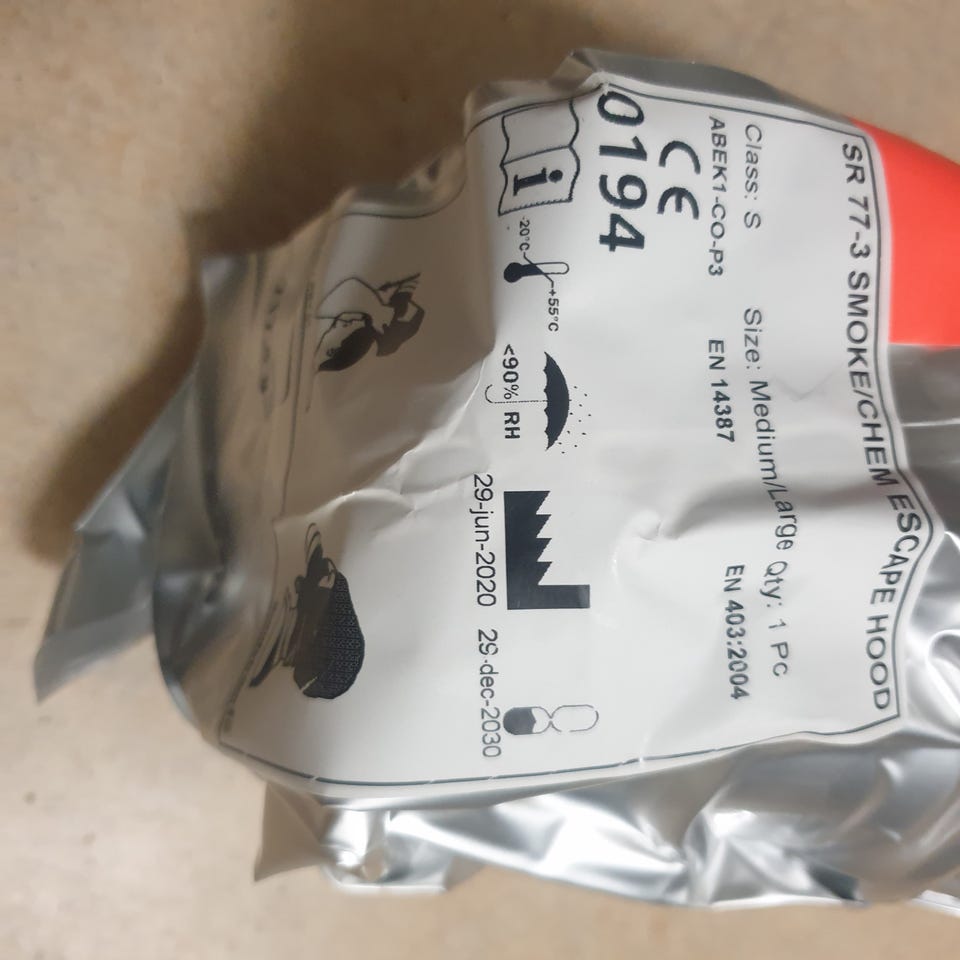 SR 77-3 SMOKE/CHEM ESCAPE HOOD
Class: S Size: Medium/Large Qty: 1 Pc
ABEK1-CO-P3 EN 14387 EN 403:2004
CE
0194
i
-20°C +55°C
<90% RH
29-jun-2020 29-dec-2030